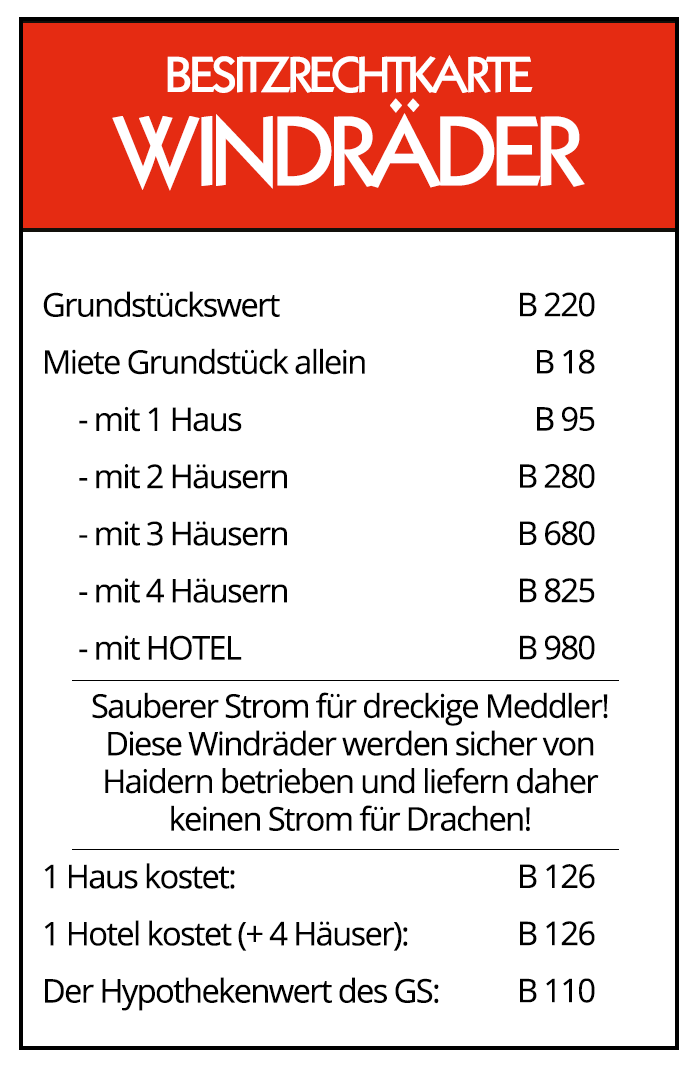 BESITZRECHTKARTE
WINDRÄDER
Grundstückswert B 220
Miete Grundstück allein B 18
- mit 1 Haus B 95
- mit 2 Häusern B 280
- mit 3 Häusern B 680
- mit 4 Häusern B 825
- mit HOTEL B 980
Sauberer Strom für dreckige Meddler!
Diese Windräder werden sicher von
Haidern betrieben und liefern daher
keinen Strom für Drachen!
1 Haus kostet: B 126
1 Hotel kostet (+ 4 Häuser): B 126
Der Hypothekenwert des GS: B 110